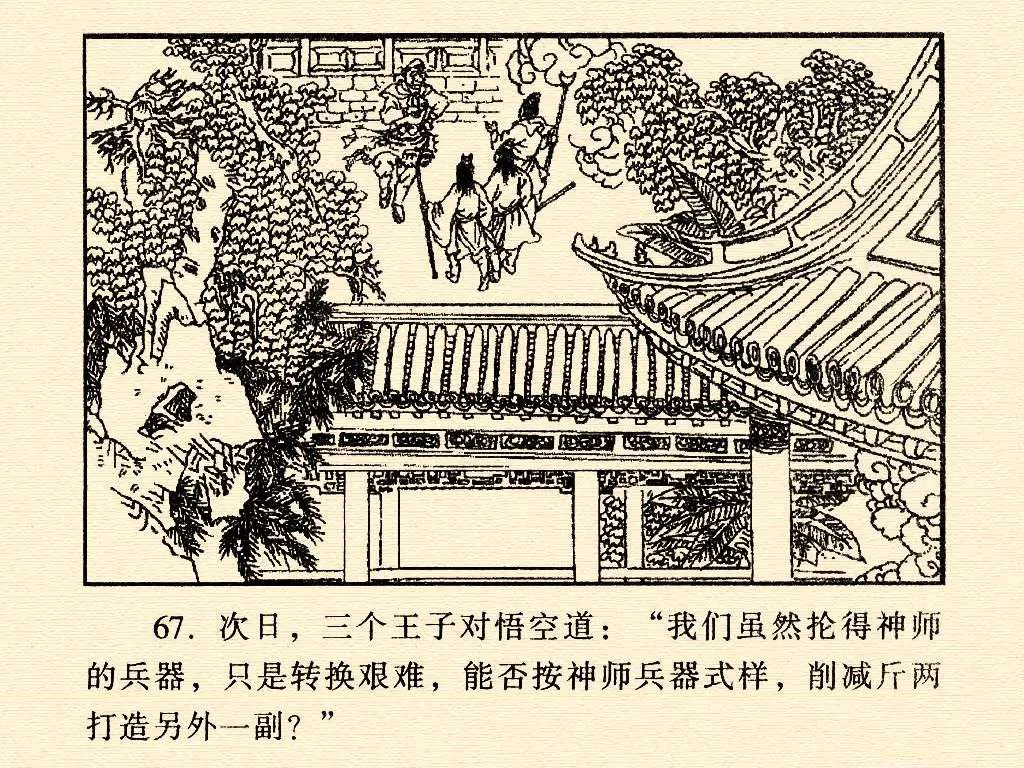 67. 次日，三个王子对悟空道：“我们虽然抡得神师
的兵器，只是转换艰难，能否按神师兵器式样，削减斤两
打造另外一副？”